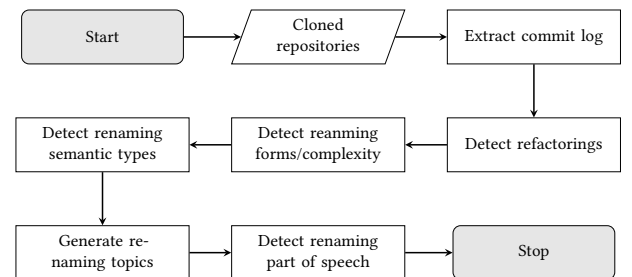 Start
Cloned
repositories
Extract commit log
Detect renaming
semantic types
Detect reanming
forms/complexity
Detect refactorings
Generate re-
naming topics
Detect renaming
part of speech
Stop